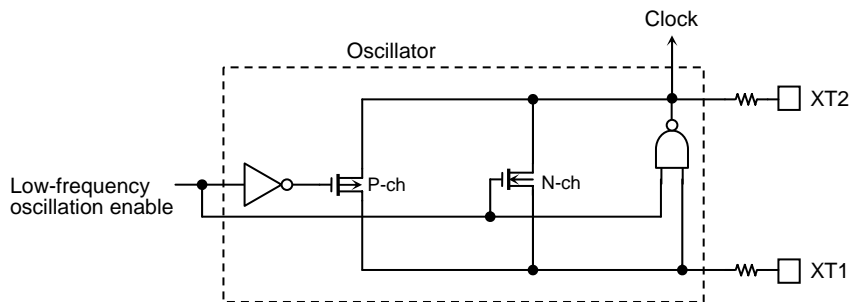 Clock
Oscillator
XT2
P-ch
N-ch
Low-frequency
oscillation enable
XT1